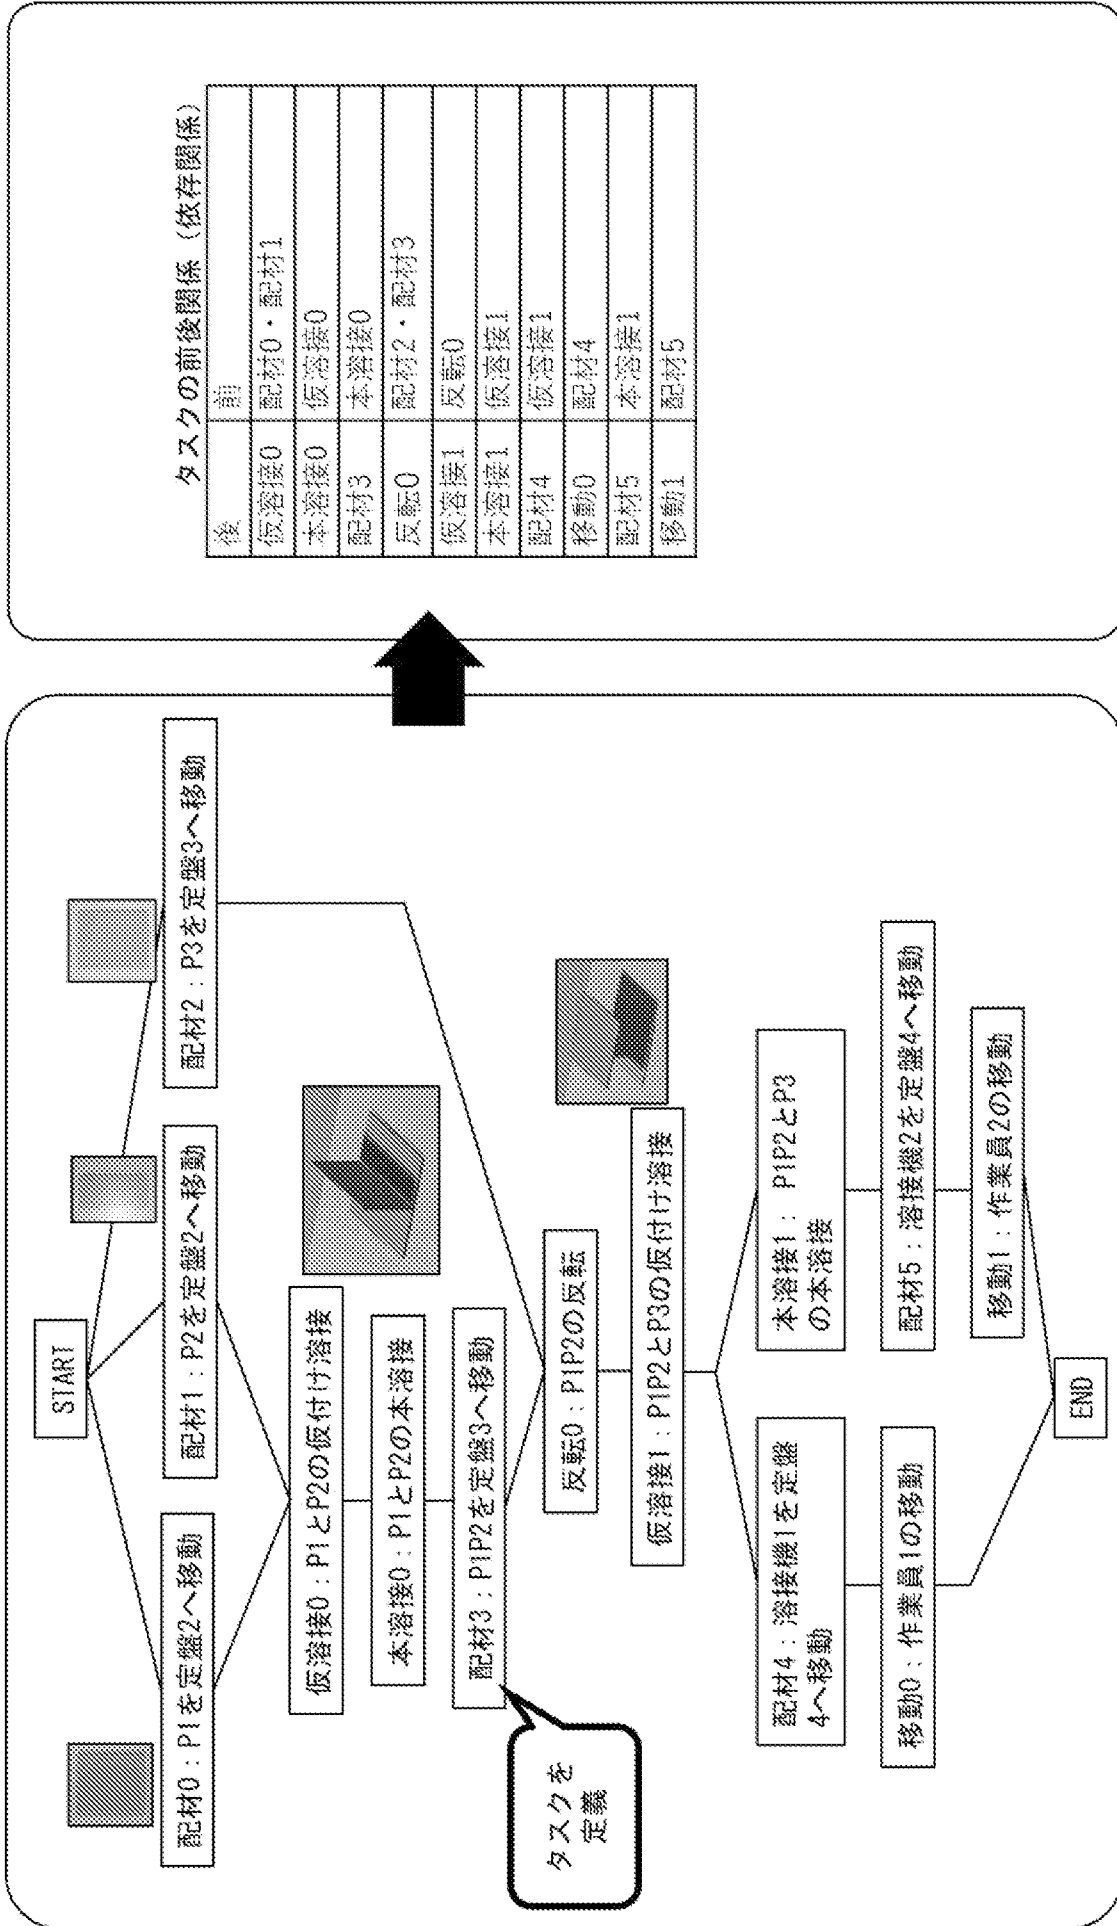 START
配材0：P1を定盤2へ移動
配材1：P2を定盤2へ移動
配材2：P3を定盤3へ移動
仮溶接0：P1とP2の仮付け溶接
本溶接0：P1とP2の本溶接
配材3：P1P2を定盤3へ移動
タスクを
定義
反転0：P1P2の反転
仮溶接1：P1P2とP3の仮付け溶接
配材4：溶接機1を定盤
4へ移動
本溶接1： P1P2とP3
の本溶接
移動0：作業員1の移動
配材5：溶接機2を定盤4へ移動
移動1：作業員2の移動
END
タスクの前後関係（依存関係）
後 前
仮溶接0 配材0・配材1
本溶接0 仮溶接0
配材3 本溶接0
反転0 配材2・配材3
仮溶接1 反転0
本溶接1 仮溶接1
配材4 仮溶接1
移動0 配材4
配材5 本溶接1
移動1 配材5